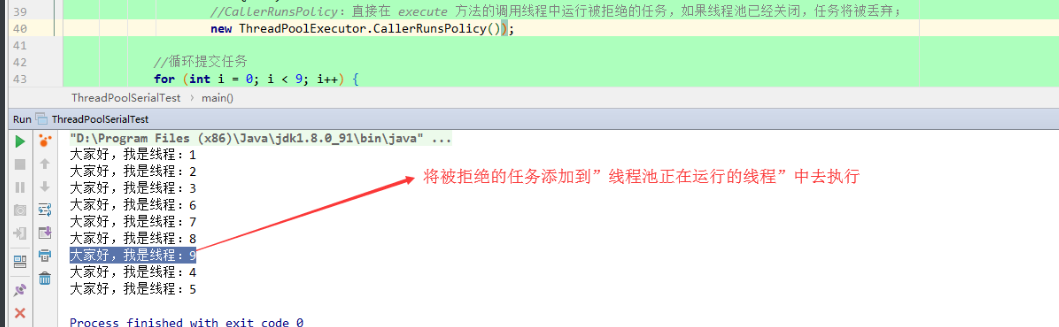 39 //CallerRunsPolicy：直接在 execute 方法的调用线程中运行被拒绝的任务，如果线程池已经关闭，任务将被丢弃；
40 new ThreadPoolExecutor.CallerRunsPolicy());
41
42 //循环提交任务
43 for (int i = 0; i < 9; i++) {
ThreadPoolSerialTest > main()
Run ThreadPoolSerialTest
"D:\Program Files (x86)\Java\jdk1.8.0_91\bin\java" ...
大家好，我是线程：1
大家好，我是线程：2
大家好，我是线程：3
大家好，我是线程：6
大家好，我是线程：7
大家好，我是线程：8
大家好，我是线程：9
大家好，我是线程：4
大家好，我是线程：5
将被拒绝的任务添加到”线程池正在运行的线程”中去执行
Process finished with exit code 0